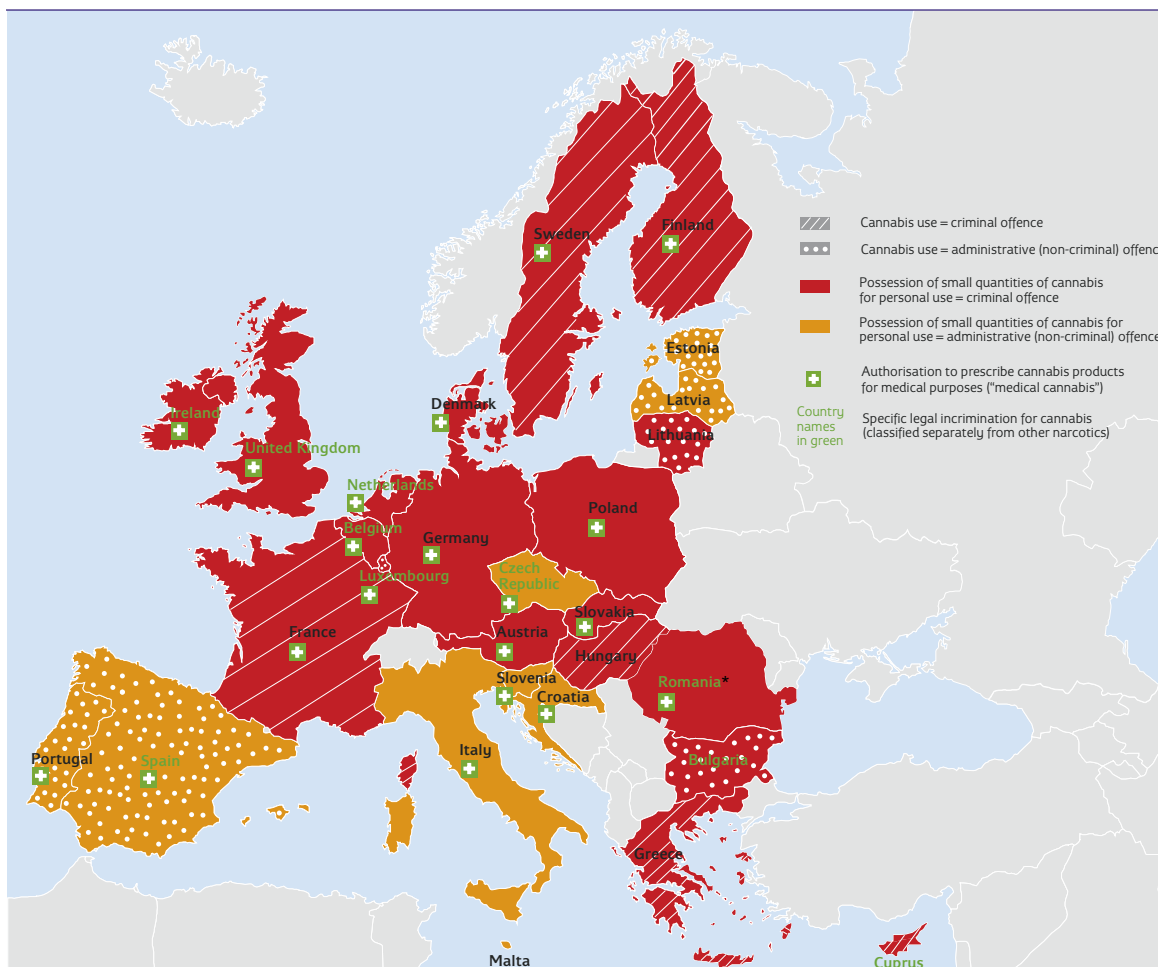 Sweden
Finland
Cannabis use = criminal offence
Cannabis use = administrative (non-criminal) offenc
Possession of small quantities of cannabis
for personal use = criminal offence
Possession of small quantities of cannabis for
personal use = administrative (non-criminal) offence
Authorisation to prescribe cannabis products
for medical purposes ("medical cannabis")
Country
names
in green
Specific legal incrimination for cannabis
(classified separately from other narcotics)
Estonia
Latvia
Lithuania
Denmark
Ireland
United Kingdom
Netherlands
Belgium
Luxembourg
Germany
Poland
Czech
Republic
Slovakia
Austria
Hungary
France
Slovenia
Croatia
Romania*
Portugal
Spain
Italy
Bulgaria
Greece
Malta
Cyprus